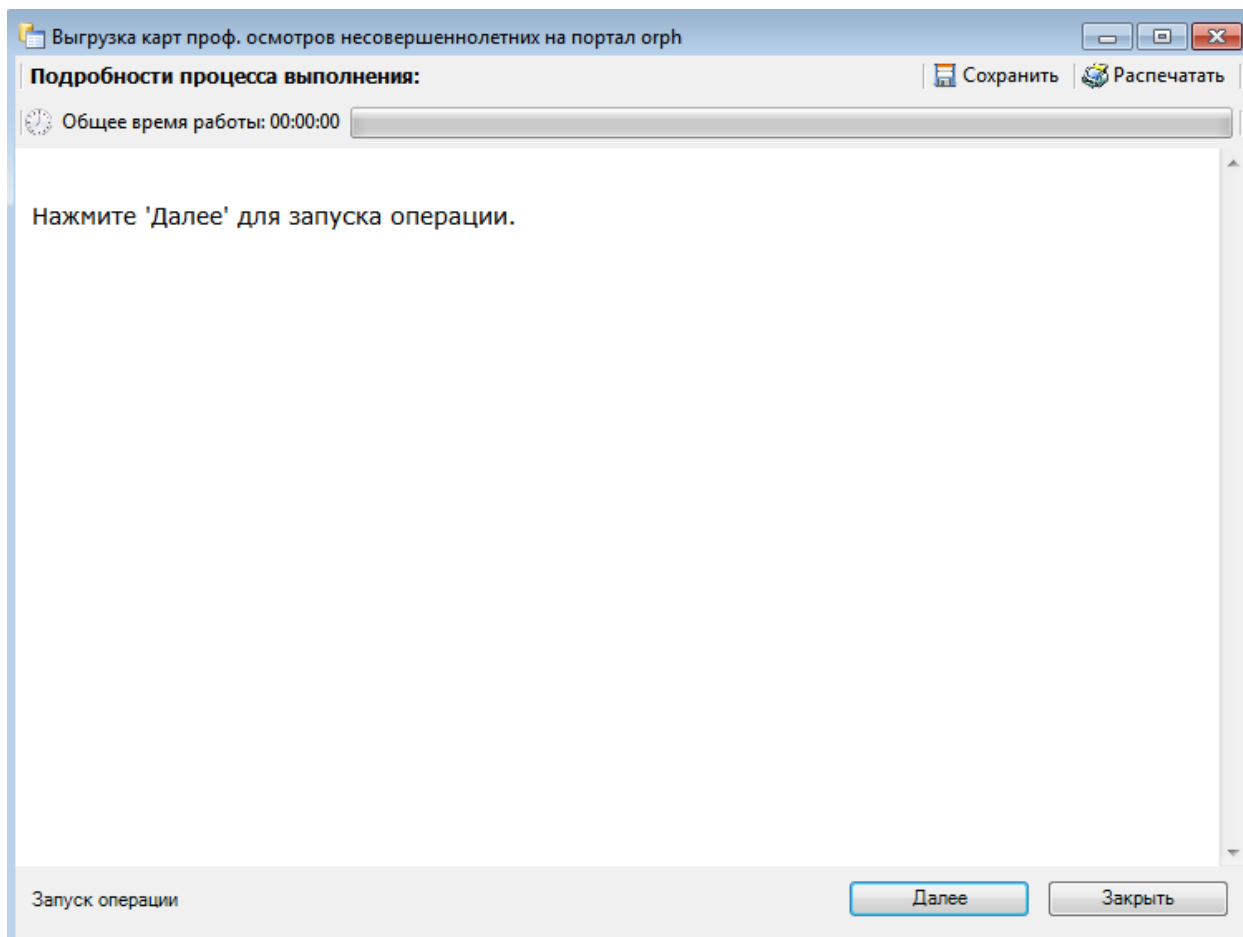 Выгрузка карт проф. осмотров несовершеннолетних на портал orph
Подробности процесса выполнения: Сохранить Распечатать
Общее время работы: 00:00:00
Нажмите 'Далее' для запуска операции.
Запуск операции Далее Закрыть